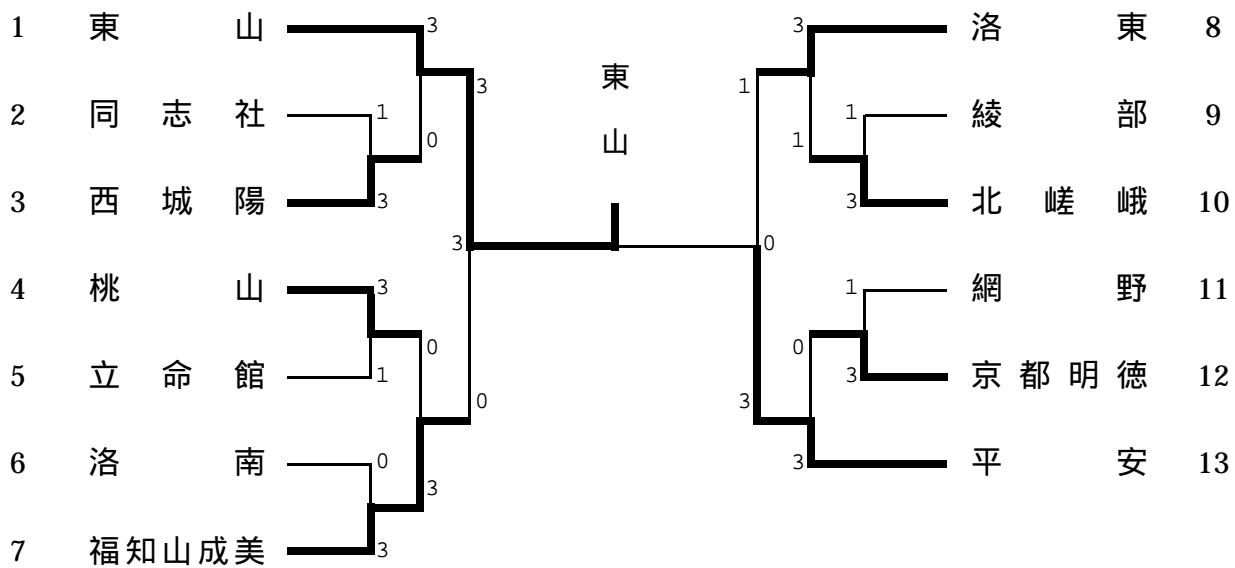 1 東山 3 3 洛東 8
東山
3 1
2 同志社 1 1 綾部 9
0 1
3 西城陽 3 3 北嵯峨 10
3 0
4 桃山 3 1 網野 11
0 0
5 立命館 1 3 京都明徳 12
0 3
6 洛南 0 3 平安 13
3
7 福知山成美 3